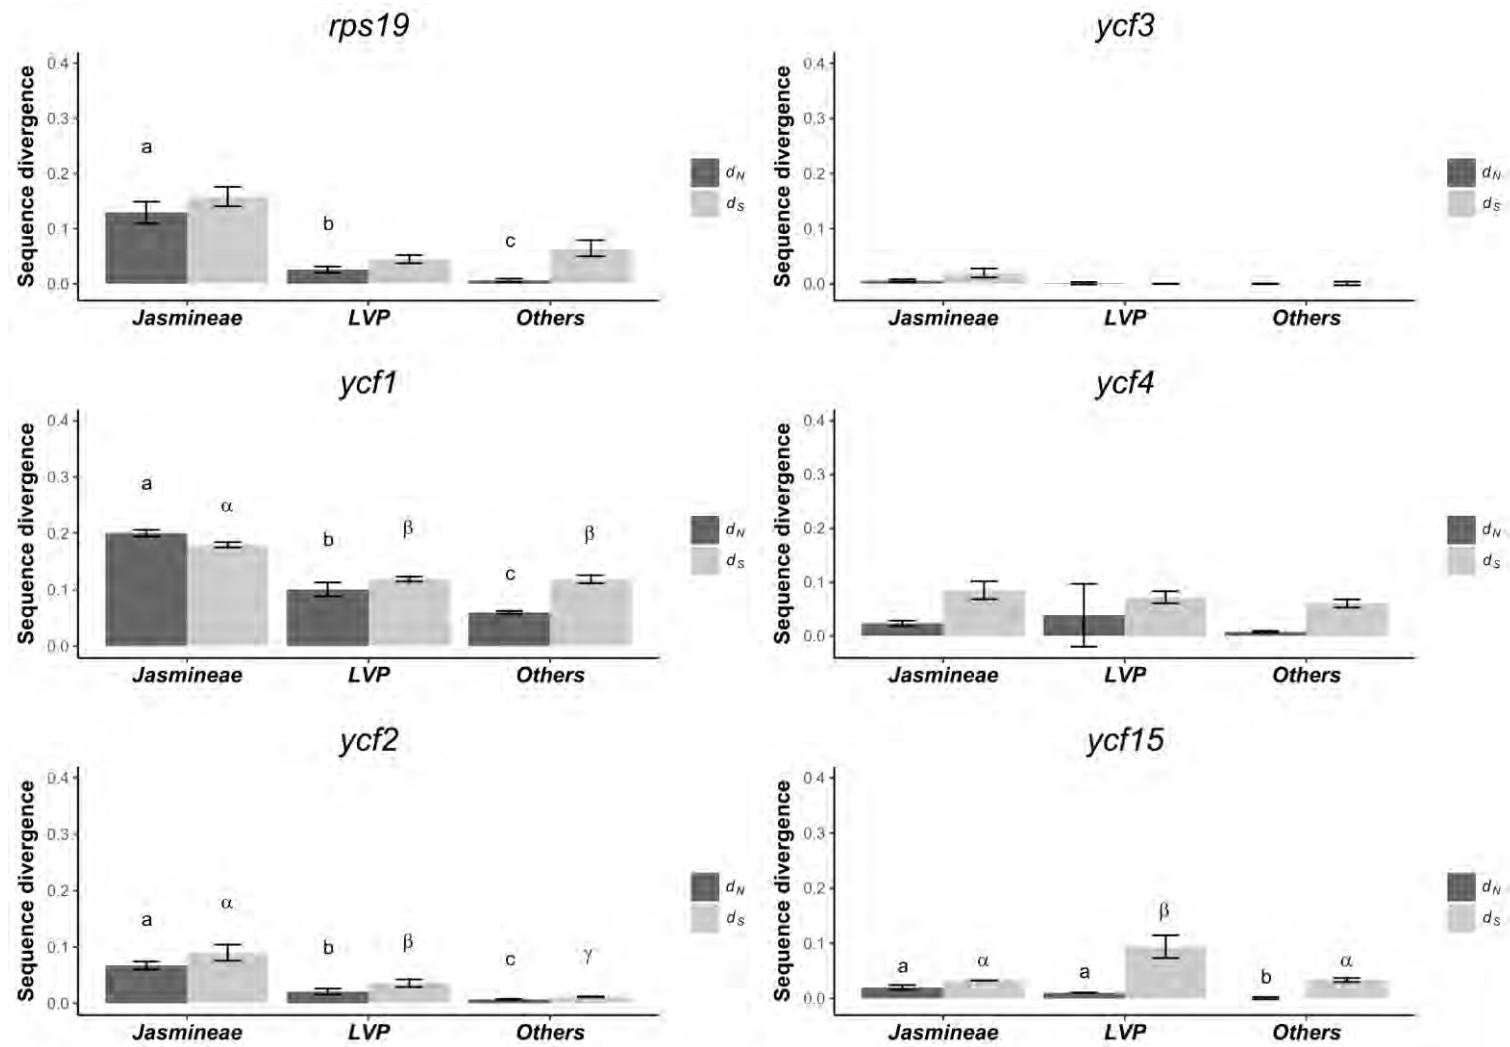 rps19
Sequence divergence
0.4
0.3
0.2
0.1
0.0
a
b
c
Jasmineae LVP Others
dN
dS
ycf3
Sequence divergence
0.4
0.3
0.2
0.1
0.0
Jasmineae LVP Others
dN
dS
ycf1
Sequence divergence
0.4
0.3
0.2
0.1
0.0
a α b β c β
Jasmineae LVP Others
dN
dS
ycf4
Sequence divergence
0.4
0.3
0.2
0.1
0.0
Jasmineae LVP Others
dN
dS
ycf2
Sequence divergence
0.4
0.3
0.2
0.1
0.0
a α b β c γ
Jasmineae LVP Others
dN
dS
ycf15
Sequence divergence
0.4
0.3
0.2
0.1
0.0
a α a β b α
Jasmineae LVP Others
dN
dS